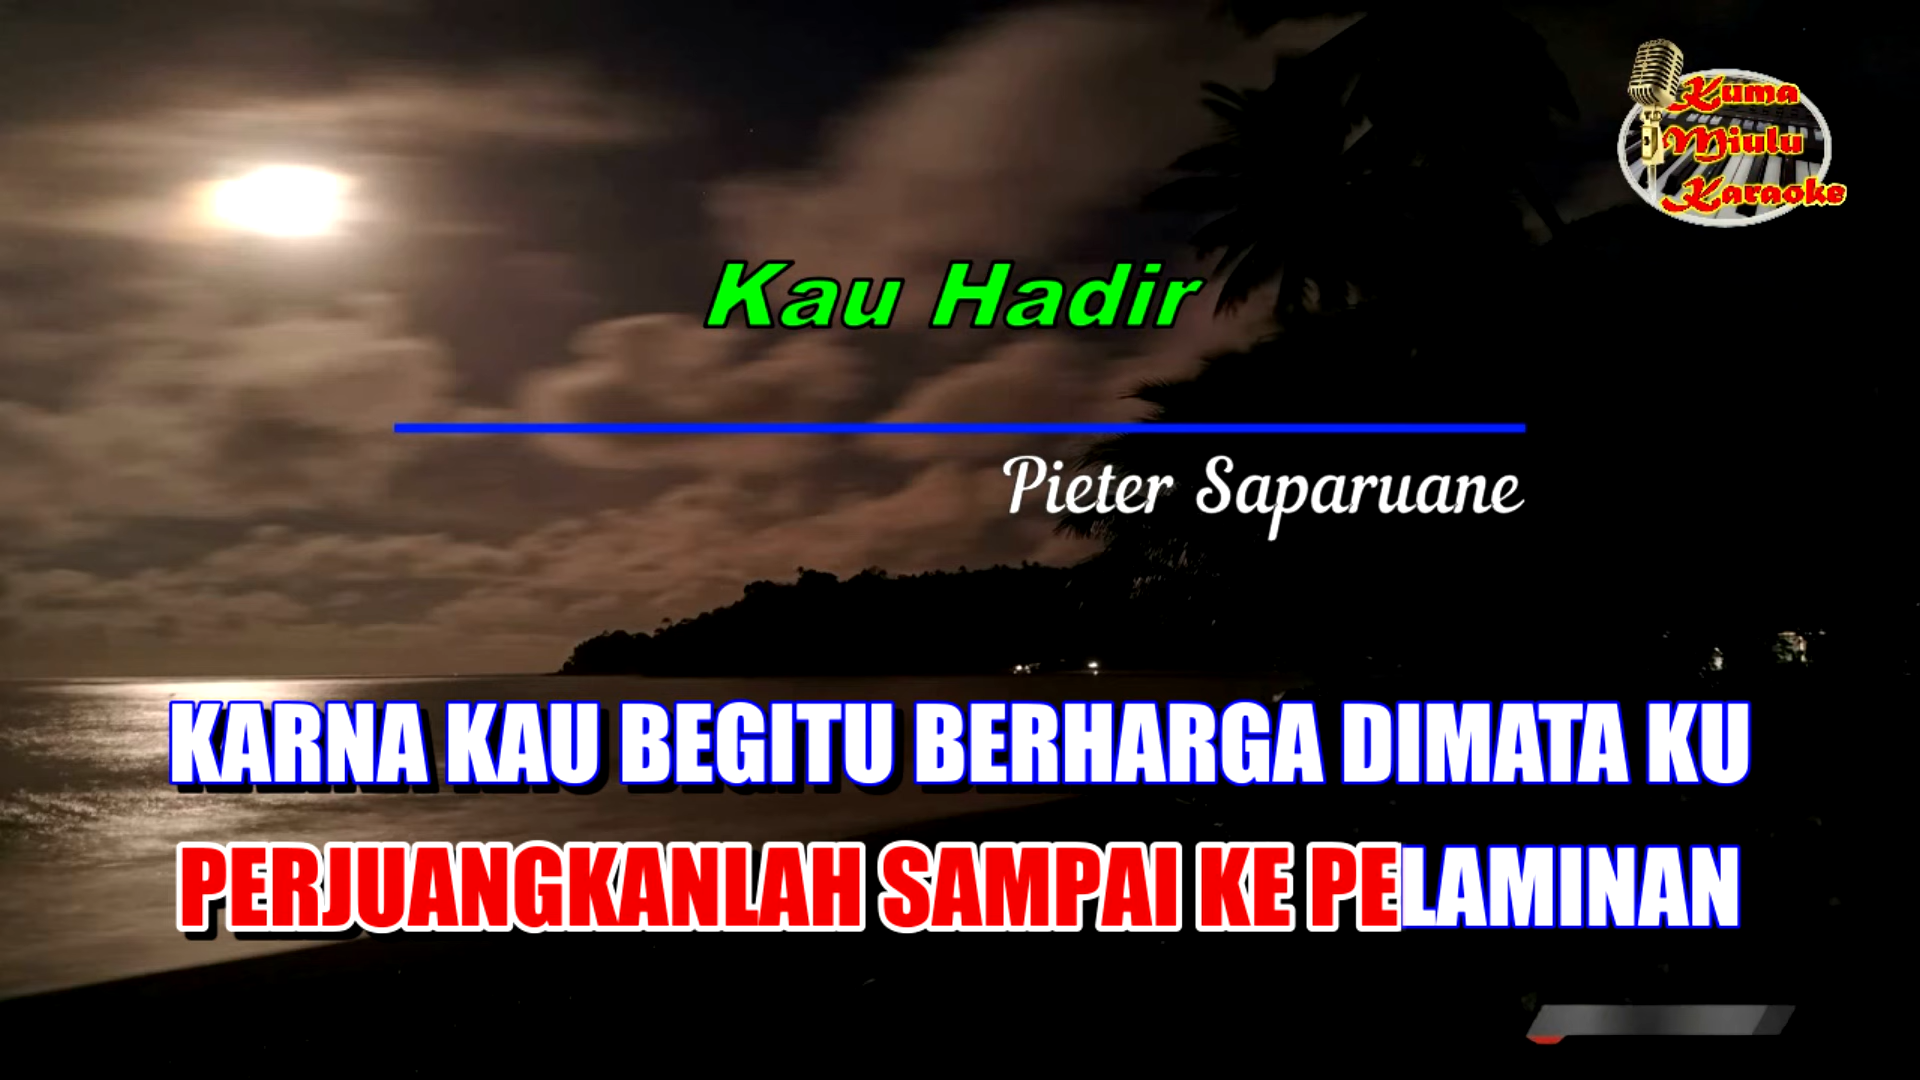 Kuma
Miulu
Karaoke
Kau Hadir
Pieter Saparuane
KARNA KAU BEGITU BERHARGA DIMATA KU
PERJUANGKANLAH SAMPAI KE PELAMINAN